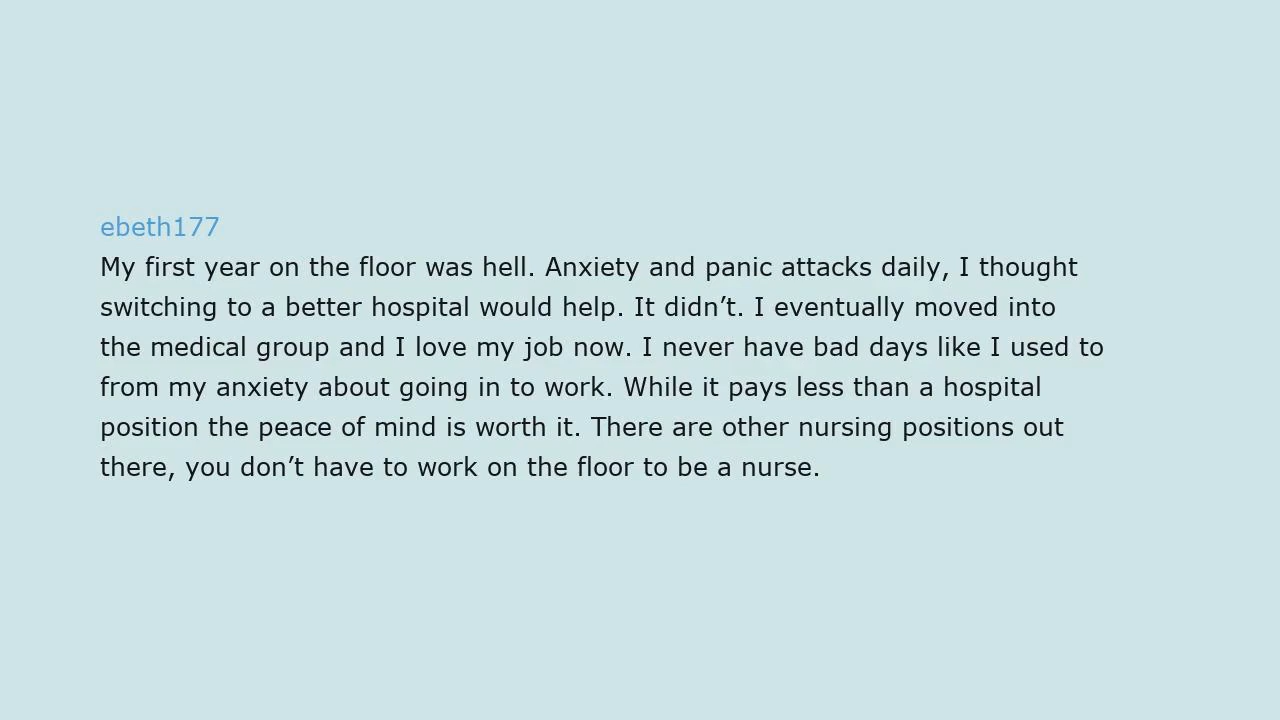 ebeth177
My first year on the floor was hell. Anxiety and panic attacks daily, I thought
switching to a better hospital would help. It didn’t. I eventually moved into
the medical group and I love my job now. I never have bad days like I used to
from my anxiety about going in to work. While it pays less than a hospital
position the peace of mind is worth it. There are other nursing positions out
there, you don’t have to work on the floor to be a nurse.